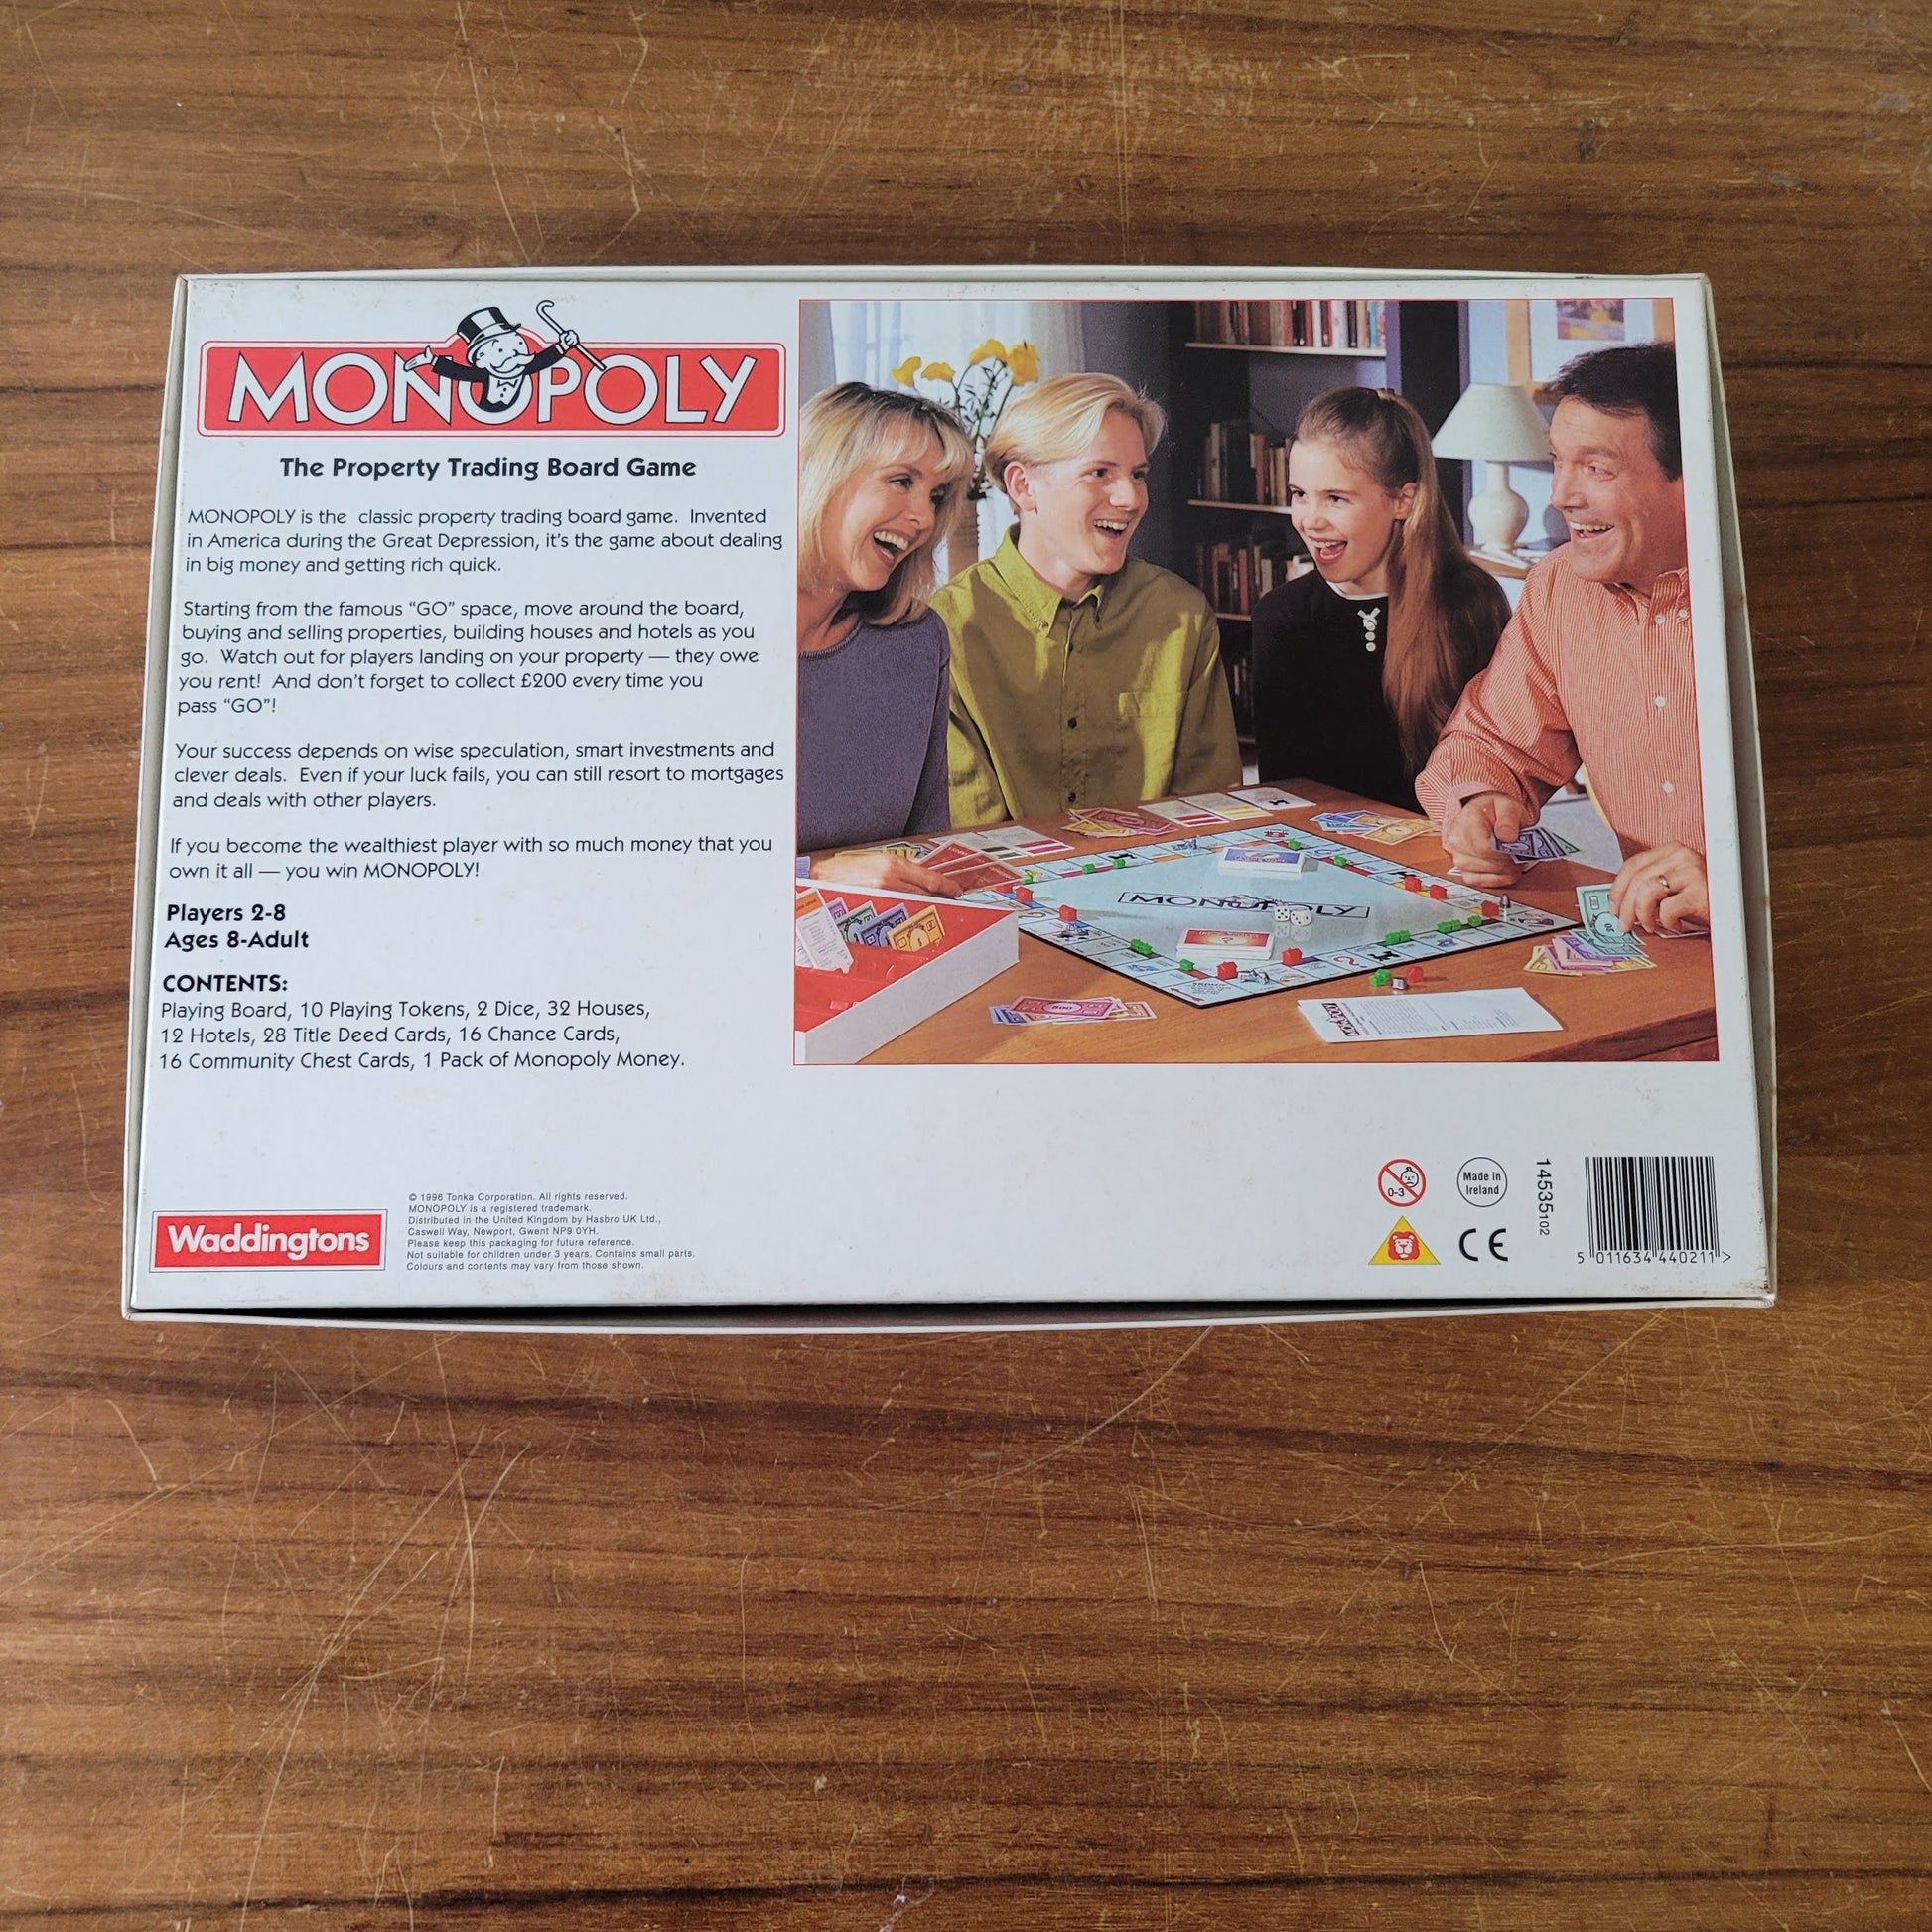 MONOPOLY
The Property Trading Board Game
MONOPOLY is the classic property trading board game. Invented
in America during the Great Depression, it's the game about dealing
in big money and getting rich quick.
Starting from the famous “GO” space, move around the board,
buying and selling properties, building houses and hotels as you
go. Watch out for players landing on your property — they owe
you rent! And don't forget to collect £200 every time you
pass “GO”!
Your success depends on wise speculation, smart investments and
clever deals. Even if your luck fails, you can still resort to mortgages
and deals with other players.
If you become the wealthiest player with so much money that you
own it all — you win MONOPOLY!
Players 2-8
Ages 8-Adult
CONTENTS:
Playing Board, 10 Playing Tokens, 2 Dice, 32 Houses,
12 Hotels, 28 Title Deed Cards, 16 Chance Cards,
16 Community Chest Cards, 1 Pack of Monopoly Money.
MONOPOLY
Waddingtons
© 1996 Tonka Corporation. All rights reserved.
MONOPOLY is a registered trademark.
Distributed in the United Kingdom by Hasbro UK Ltd.,
Caswell Way, Newport, Gwent NP9 0YH.
Please keep this packaging for future reference.
Not suitable for children under 3 years. Contains small parts.
Colours and contents may vary from those shown.
0-3
Made in
Ireland
CE
14535102
5 011634 440211 >